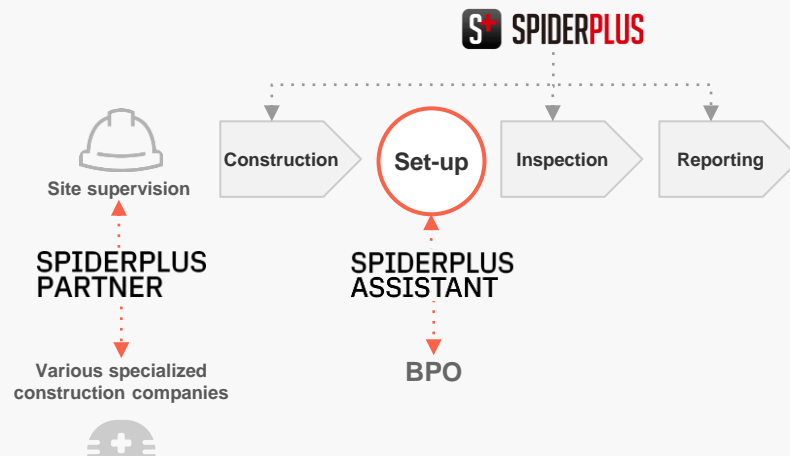 S+ SPIDERPLUS
Construction
Set-up
Inspection
Reporting
Site supervision
SPIDERPLUS
PARTNER
SPIDERPLUS
ASSISTANT
Various specialized
construction companies
BPO